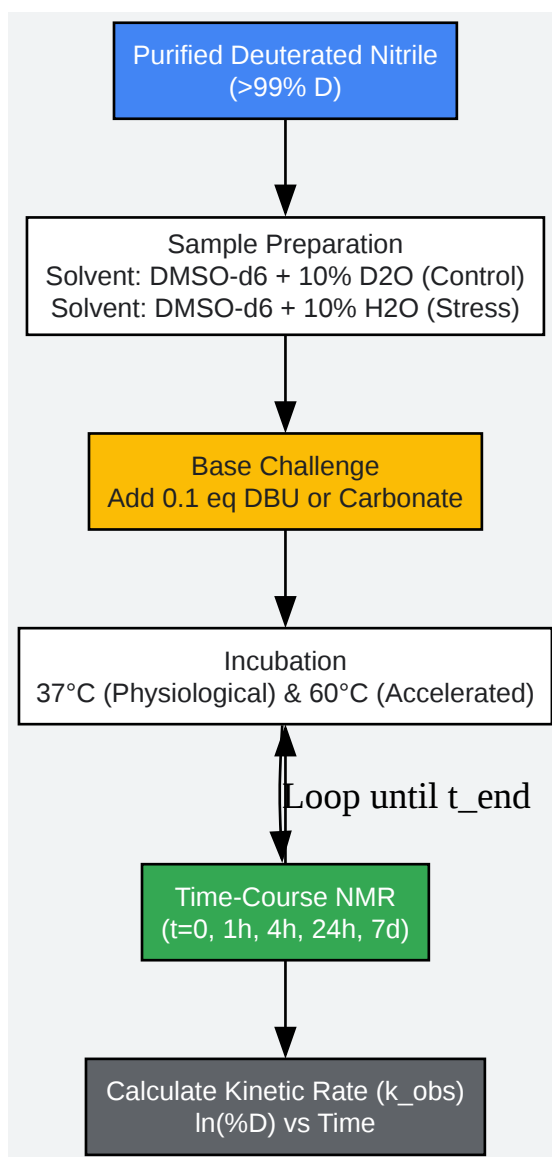 Purified Deuterated Nitrile
(>99% D)
Sample Preparation
Solvent: DMSO-d6 + 10% D2O (Control)
Solvent: DMSO-d6 + 10% H2O (Stress)
Base Challenge
Add 0.1 eq DBU or Carbonate
Incubation
37°C (Physiological) & 60°C (Accelerated)
Loop until t_end
Time-Course NMR
(t=0, 1h, 4h, 24h, 7d)
Calculate Kinetic Rate (k_obs)
ln(%D) vs Time